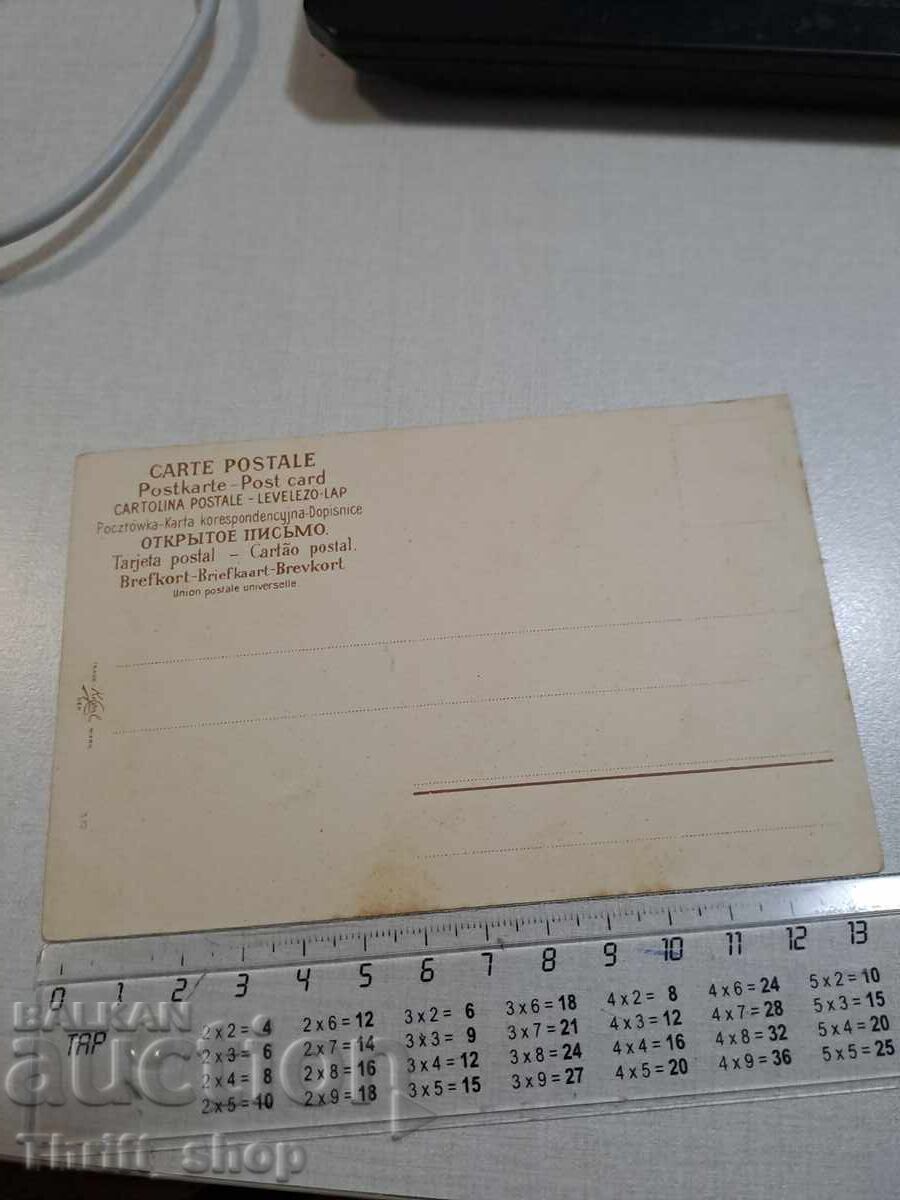 CARTE POSTALE
Postkarte - Post card
CARTOLINA POSTALE - LEVELEZO-LAP
Pocztówka-Karta korespondencyjna-Dopisnice
ОТКРЫТОЕ ПИСЬМО.
Tarjeta postal - Cartão postal.
Brefkort-Briefkaart-Brevkort
Union postale universelle.
TRADE
MARK
0 1 2 3 4 5 6 7 8 9 10 11 12 13
TAP
2 x 2 = 4 2 x 6 = 12 3 x 2 = 6 3 x 6 = 18 4 x 2 = 8 4 x 6 = 24 5 x 2 = 10
2 x 3 = 6 2 x 7 = 14 3 x 3 = 9 3 x 7 = 21 4 x 3 = 12 4 x 7 = 28 5 x 3 = 15
2 x 4 = 8 2 x 8 = 16 3 x 4 = 12 3 x 8 = 24 4 x 4 = 16 4 x 8 = 32 5 x 4 = 20
2 x 5 = 10 2 x 9 = 18 3 x 5 = 15 3 x 9 = 27 4 x 5 = 20 4 x 9 = 36 5 x 5 = 25
BALKAN
auction
Thrift_shop